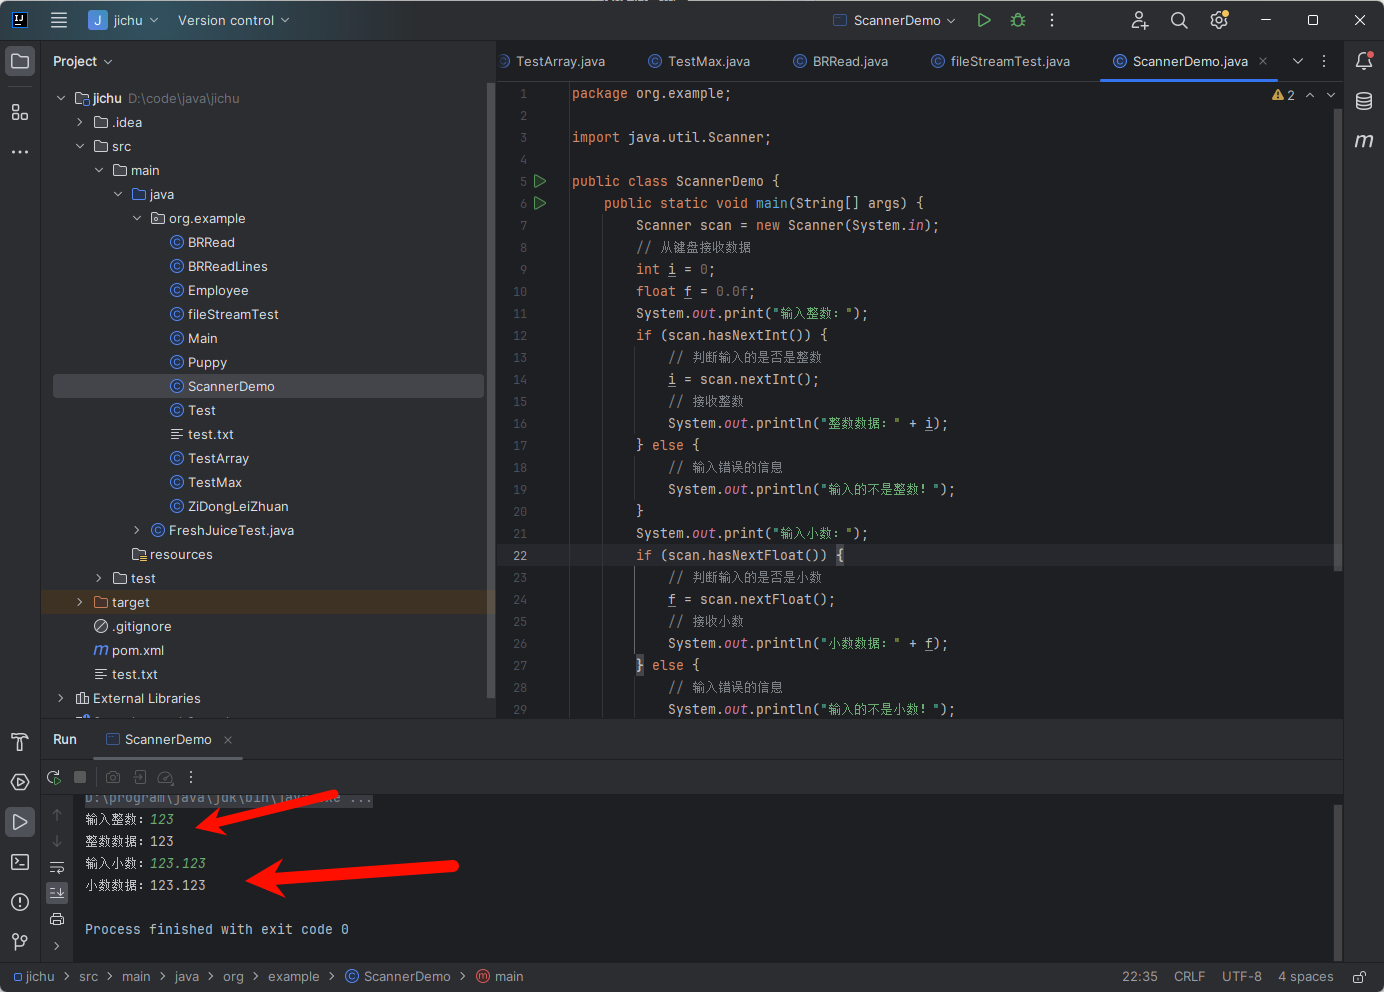 jichu
Version control
ScannerDemo
Project
TestArray.java
TestMax.java
BRRead.java
fileStreamTest.java
ScannerDemo.java
jichu D:\code\java\jichu
.idea
src
main
java
org.example
BRRead
BRReadLines
Employee
fileStreamTest
Main
Puppy
ScannerDemo
Test
test.txt
TestArray
TestMax
ZiDongLeiZhuan
FreshJuiceTest.java
resources
test
target
.gitignore
pom.xml
test.txt
External Libraries
2
1 package org.example;
2
3 import java.util.Scanner;
4
5 public class ScannerDemo {
6 public static void main(String[] args) {
7 Scanner scan = new Scanner(System.in);
8 // 从键盘接收数据
9 int i = 0;
10 float f = 0.0f;
11 System.out.print("输入整数：");
12 if (scan.hasNextInt()) {
13 // 判断输入的是否是整数
14 i = scan.nextInt();
15 // 接收整数
16 System.out.println("整数数据：" + i);
17 } else {
18 // 输入错误的信息
19 System.out.println("输入的不是整数！");
20 }
21 System.out.print("输入小数：");
22 if (scan.hasNextFloat()) {
23 // 判断输入的是否是小数
24 f = scan.nextFloat();
25 // 接收小数
26 System.out.println("小数数据：" + f);
27 } else {
28 // 输入错误的信息
29 System.out.println("输入的不是小数！");
Run
ScannerDemo
D:\program\java\jdk\bin\java.exe ...
输入整数：123
整数数据：123
输入小数：123.123
小数数据：123.123
Process finished with exit code 0
jichu > src > main > java > org > example > ScannerDemo > main
22:35 CRLF UTF-8 4 spaces